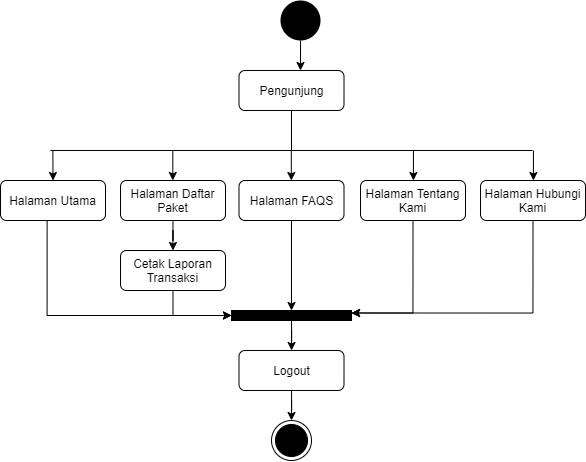 Pengunjung
Halaman Utama
Halaman Daftar
Paket
Halaman FAQS
Halaman Tentang
Kami
Halaman Hubungi
Kami
Cetak Laporan
Transaksi
Logout